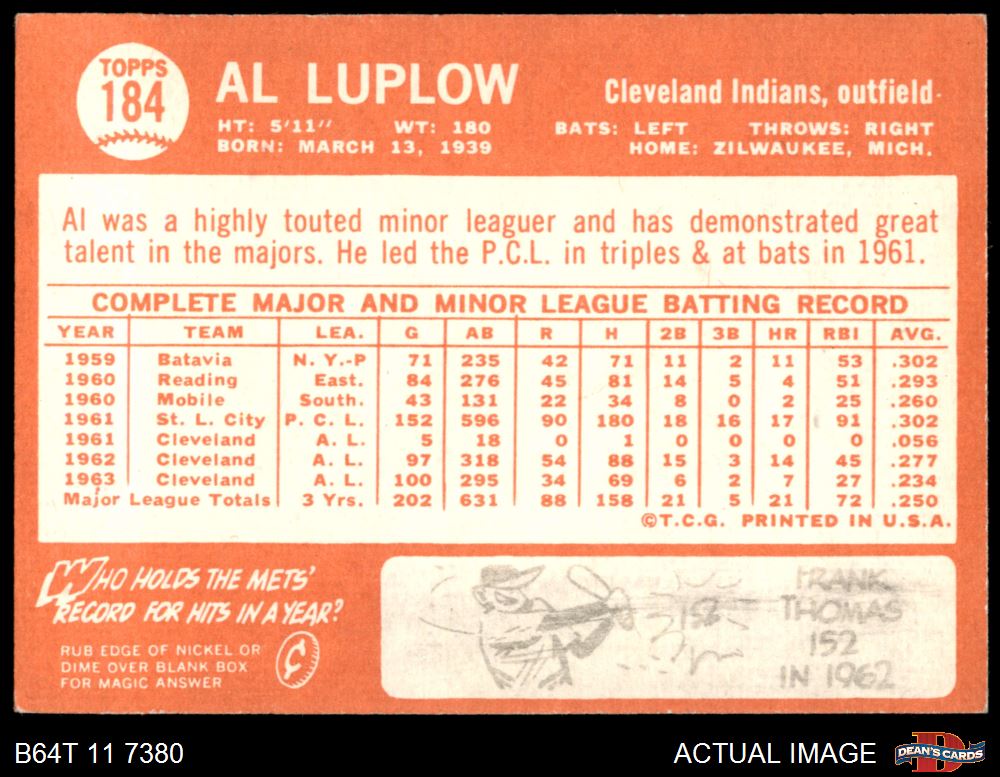 TOPPS
184
AL LUPLOW
Cleveland Indians, outfield
HT: 5'11" WT: 180 BATS: LEFT THROWS: RIGHT
BORN: MARCH 13, 1939 HOME: ZILWAUKEE, MICH.
Al was a highly touted minor leaguer and has demonstrated great
talent in the majors. He led the P.C.L. in triples & at bats in 1961.
COMPLETE MAJOR AND MINOR LEAGUE BATTING RECORD
YEAR TEAM LEA. G AB R H 2B 3B HR RBI AVG.
1959 Batavia N. Y.-P 71 235 42 71 11 2 11 53 .302
1960 Reading East. 84 276 45 81 14 5 4 51 .293
1960 Mobile South. 43 131 22 34 8 0 2 25 .260
1961 St. L. City P. C. L. 152 596 90 180 18 16 17 91 .302
1961 Cleveland A. L. 5 18 0 1 0 0 0 0 .056
1962 Cleveland A. L. 97 318 54 88 15 3 14 45 .277
1963 Cleveland A. L. 100 295 34 69 6 2 7 27 .234
Major League Totals 3 Yrs. 202 631 88 158 21 5 21 72 .250
©T.C.G. PRINTED IN U.S.A.
WHO HOLDS THE METS'
RECORD FOR HITS IN A YEAR?
RUB EDGE OF NICKEL OR
DIME OVER BLANK BOX
FOR MAGIC ANSWER
152
FRANK
THOMAS
152
IN 1962
B64T 11 7380
ACTUAL IMAGE
DEAN'S CARDS